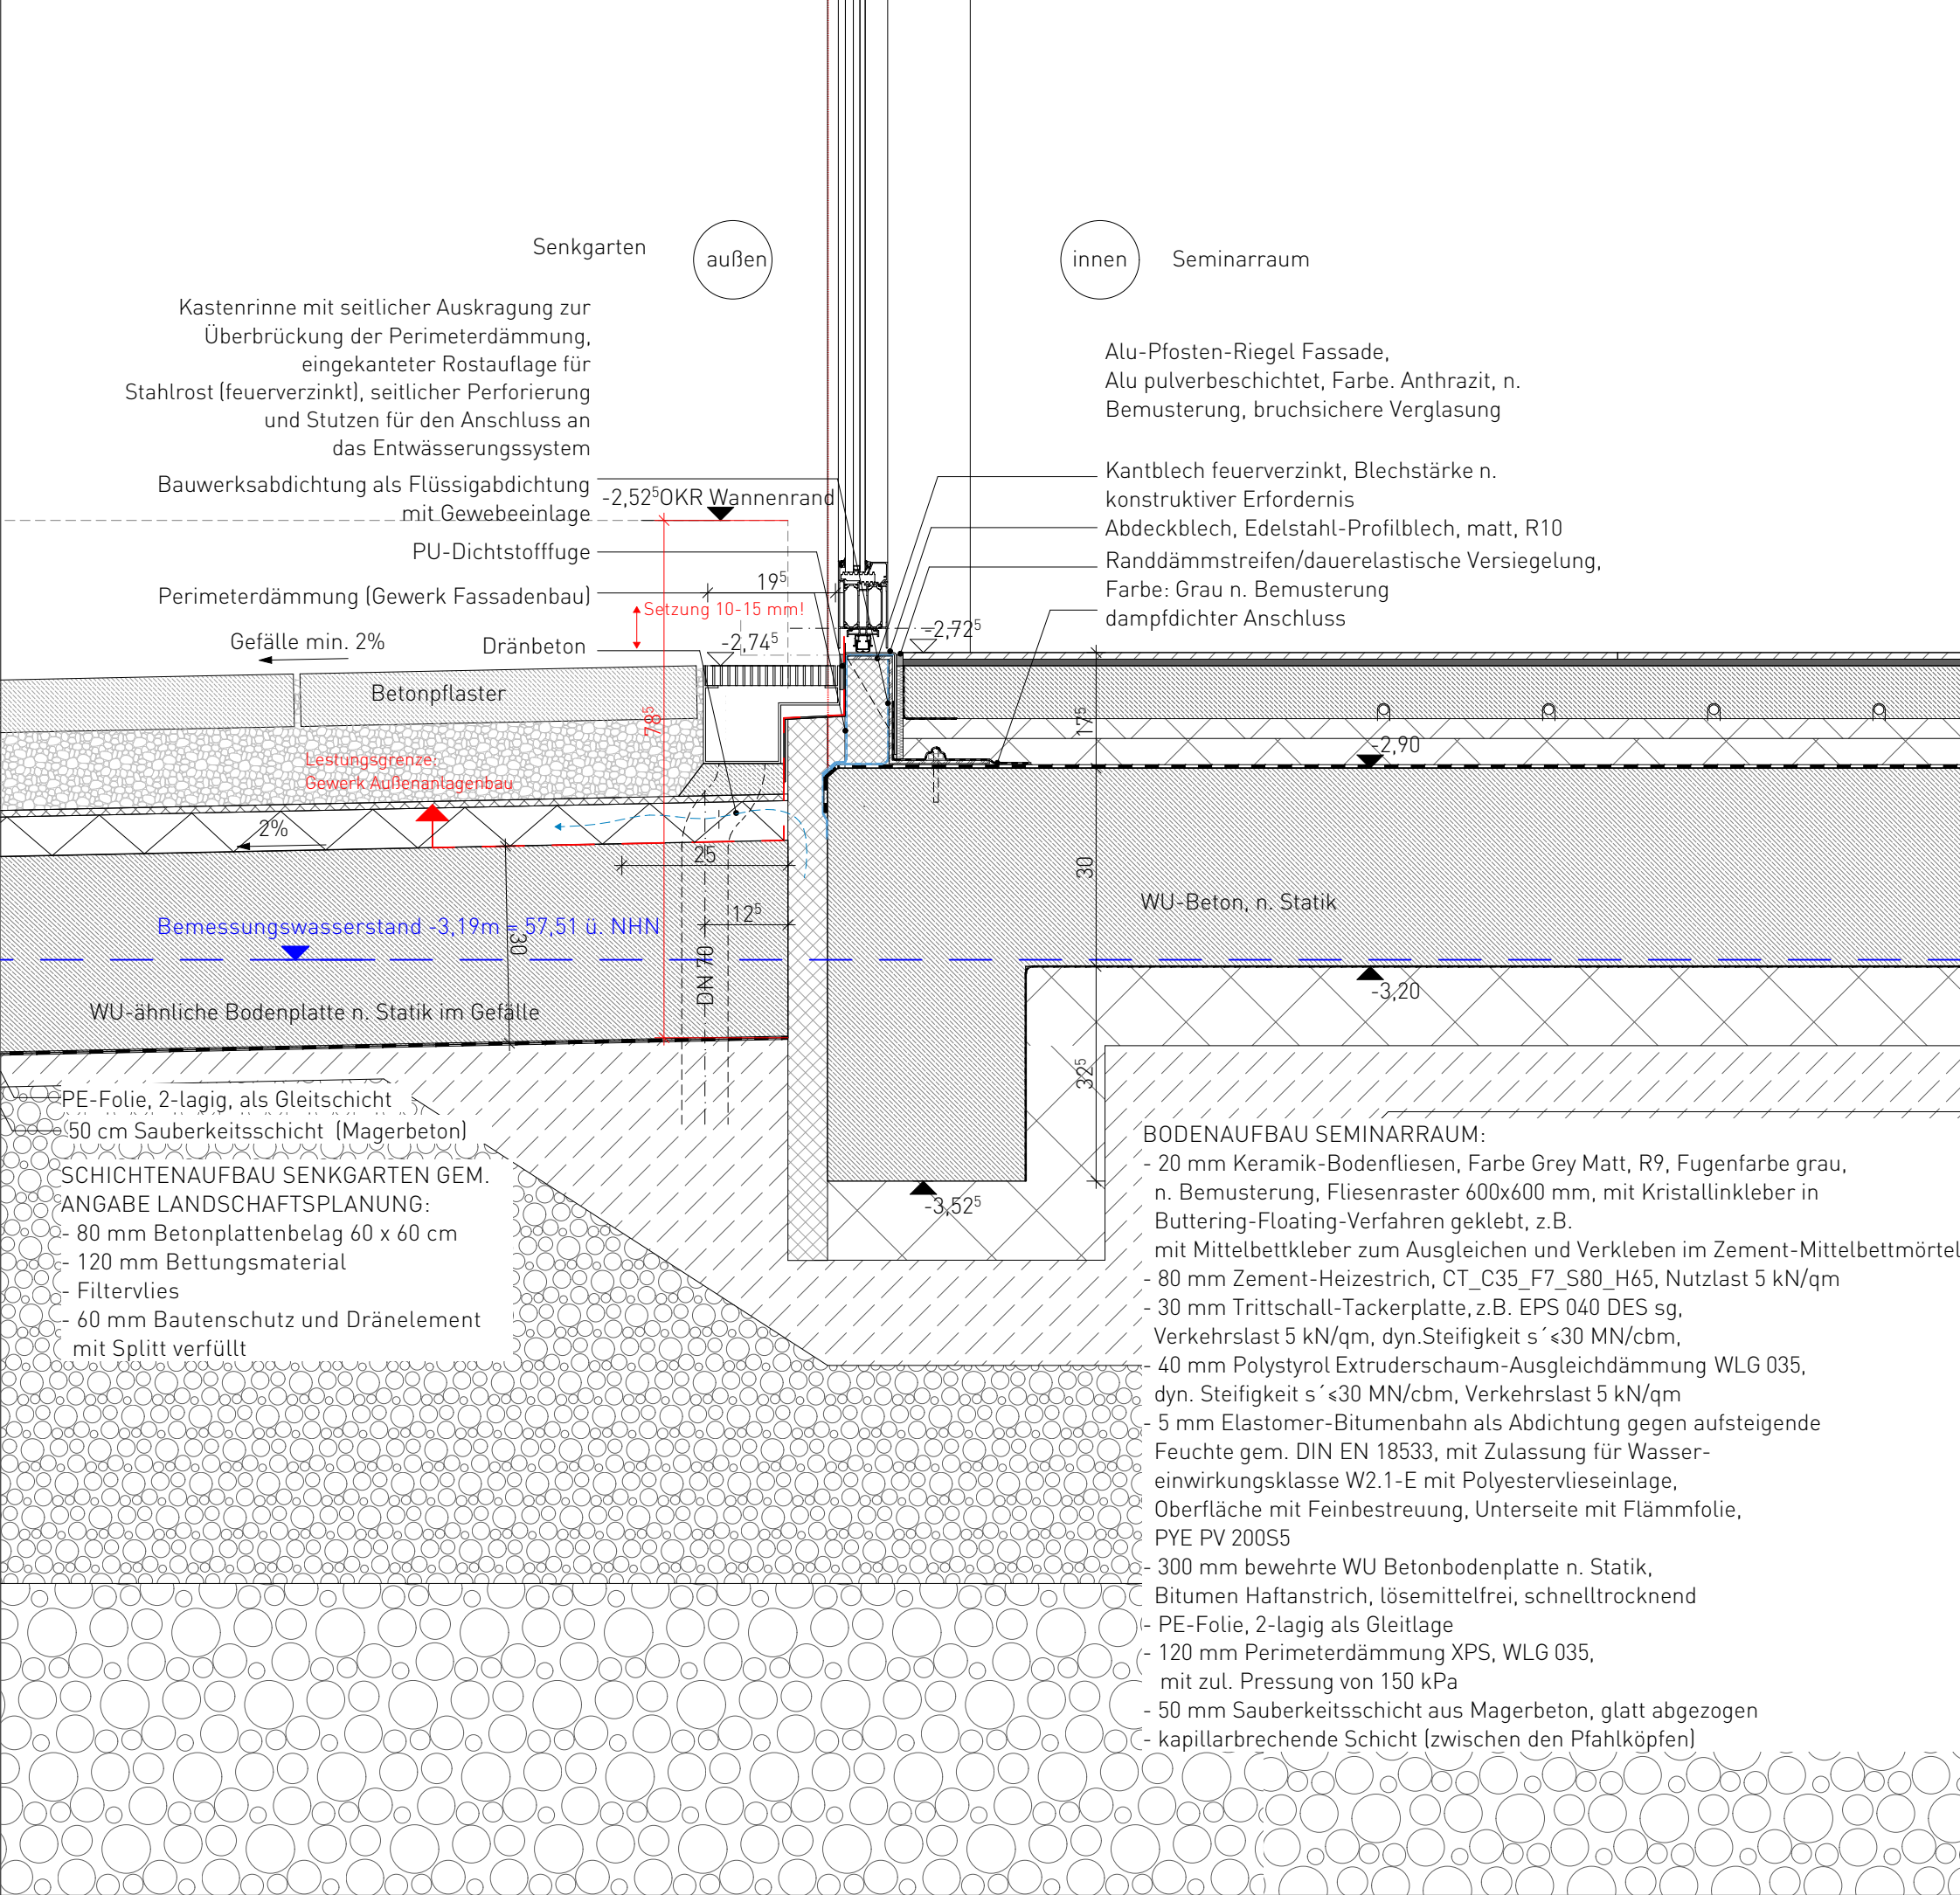 Senkgarten
außen
innen
Seminarraum
Kastenrinne mit seitlicher Auskragung zur
Überbrückung der Perimeterdämmung,
eingekanteter Rostauflage für
Stahlrost (feuerverzinkt), seitlicher Perforierung
und Stutzen für den Anschluss an
das Entwässerungssystem
Bauwerksabdichtung als Flüssigabdichtung
mit Gewebeeinlage
PU-Dichtstofffuge
Perimeterdämmung (Gewerk Fassadenbau)
Gefälle min. 2%
Dränbeton
-2,52⁵OKR Wannenrand
19⁵
Setzung 10-15 mm!
-2,74⁵
-2,72⁵
Alu-Pfosten-Riegel Fassade,
Alu pulverbeschichtet, Farbe. Anthrazit, n.
Bemusterung, bruchsichere Verglasung
Kantblech feuerverzinkt, Blechstärke n.
konstruktiver Erfordernis
Abdeckblech, Edelstahl-Profilblech, matt, R10
Randdämmstreifen/dauerelastische Versiegelung,
Farbe: Grau n. Bemusterung
dampfdichter Anschluss
Betonpflaster
78⁵
17⁵
-2,90
Lestungsgrenze:
Gewerk Außenanlagenbau
2%
25
30
WU-Beton, n. Statik
12⁵
Bemessungswasserstand -3,19m = 57,51 ü. NHN
30
DN 70
-3,20
WU-ähnliche Bodenplatte n. Statik im Gefälle
32⁵
-3,52⁵
PE-Folie, 2-lagig, als Gleitschicht
50 cm Sauberkeitsschicht (Magerbeton)
SCHICHTENAUFBAU SENKGARTEN GEM.
ANGABE LANDSCHAFTSPLANUNG:
- 80 mm Betonplattenbelag 60 x 60 cm
- 120 mm Bettungsmaterial
- Filtervlies
- 60 mm Bautenschutz und Dränelement
mit Splitt verfüllt
BODENAUFBAU SEMINARRAUM:
- 20 mm Keramik-Bodenfliesen, Farbe Grey Matt, R9, Fugenfarbe grau,
n. Bemusterung, Fliesenraster 600x600 mm, mit Kristallinkleber in
Buttering-Floating-Verfahren geklebt, z.B.
mit Mittelbettkleber zum Ausgleichen und Verkleben im Zement-Mittelbettmörtel
- 80 mm Zement-Heizestrich, CT_C35_F7_S80_H65, Nutzlast 5 kN/qm
- 30 mm Trittschall-Tackerplatte, z.B. EPS 040 DES sg,
Verkehrslast 5 kN/qm, dyn.Steifigkeit s´≤30 MN/cbm,
- 40 mm Polystyrol Extruderschaum-Ausgleichdämmung WLG 035,
dyn. Steifigkeit s´≤30 MN/cbm, Verkehrslast 5 kN/qm
- 5 mm Elastomer-Bitumenbahn als Abdichtung gegen aufsteigende
Feuchte gem. DIN EN 18533, mit Zulassung für Wasser-
einwirkungsklasse W2.1-E mit Polyestervlieseinlage,
Oberfläche mit Feinbestreuung, Unterseite mit Flämmfolie,
PYE PV 200S5
- 300 mm bewehrte WU Betonbodenplatte n. Statik,
Bitumen Haftanstrich, lösemittelfrei, schnelltrocknend
- PE-Folie, 2-lagig als Gleitlage
- 120 mm Perimeterdämmung XPS, WLG 035,
mit zul. Pressung von 150 kPa
- 50 mm Sauberkeitsschicht aus Magerbeton, glatt abgezogen
- kapillarbrechende Schicht (zwischen den Pfahlköpfen)